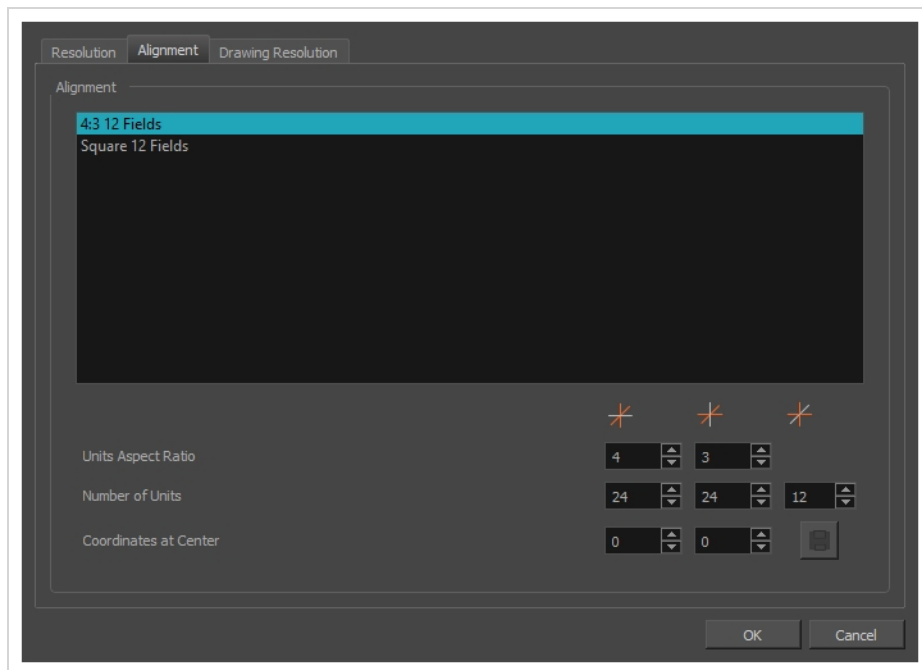 Resolution Alignment Drawing Resolution
Alignment
4:3 12 Fields
Square 12 Fields
Units Aspect Ratio 4 3
Number of Units 24 24 12
Coordinates at Center 0 0
OK Cancel